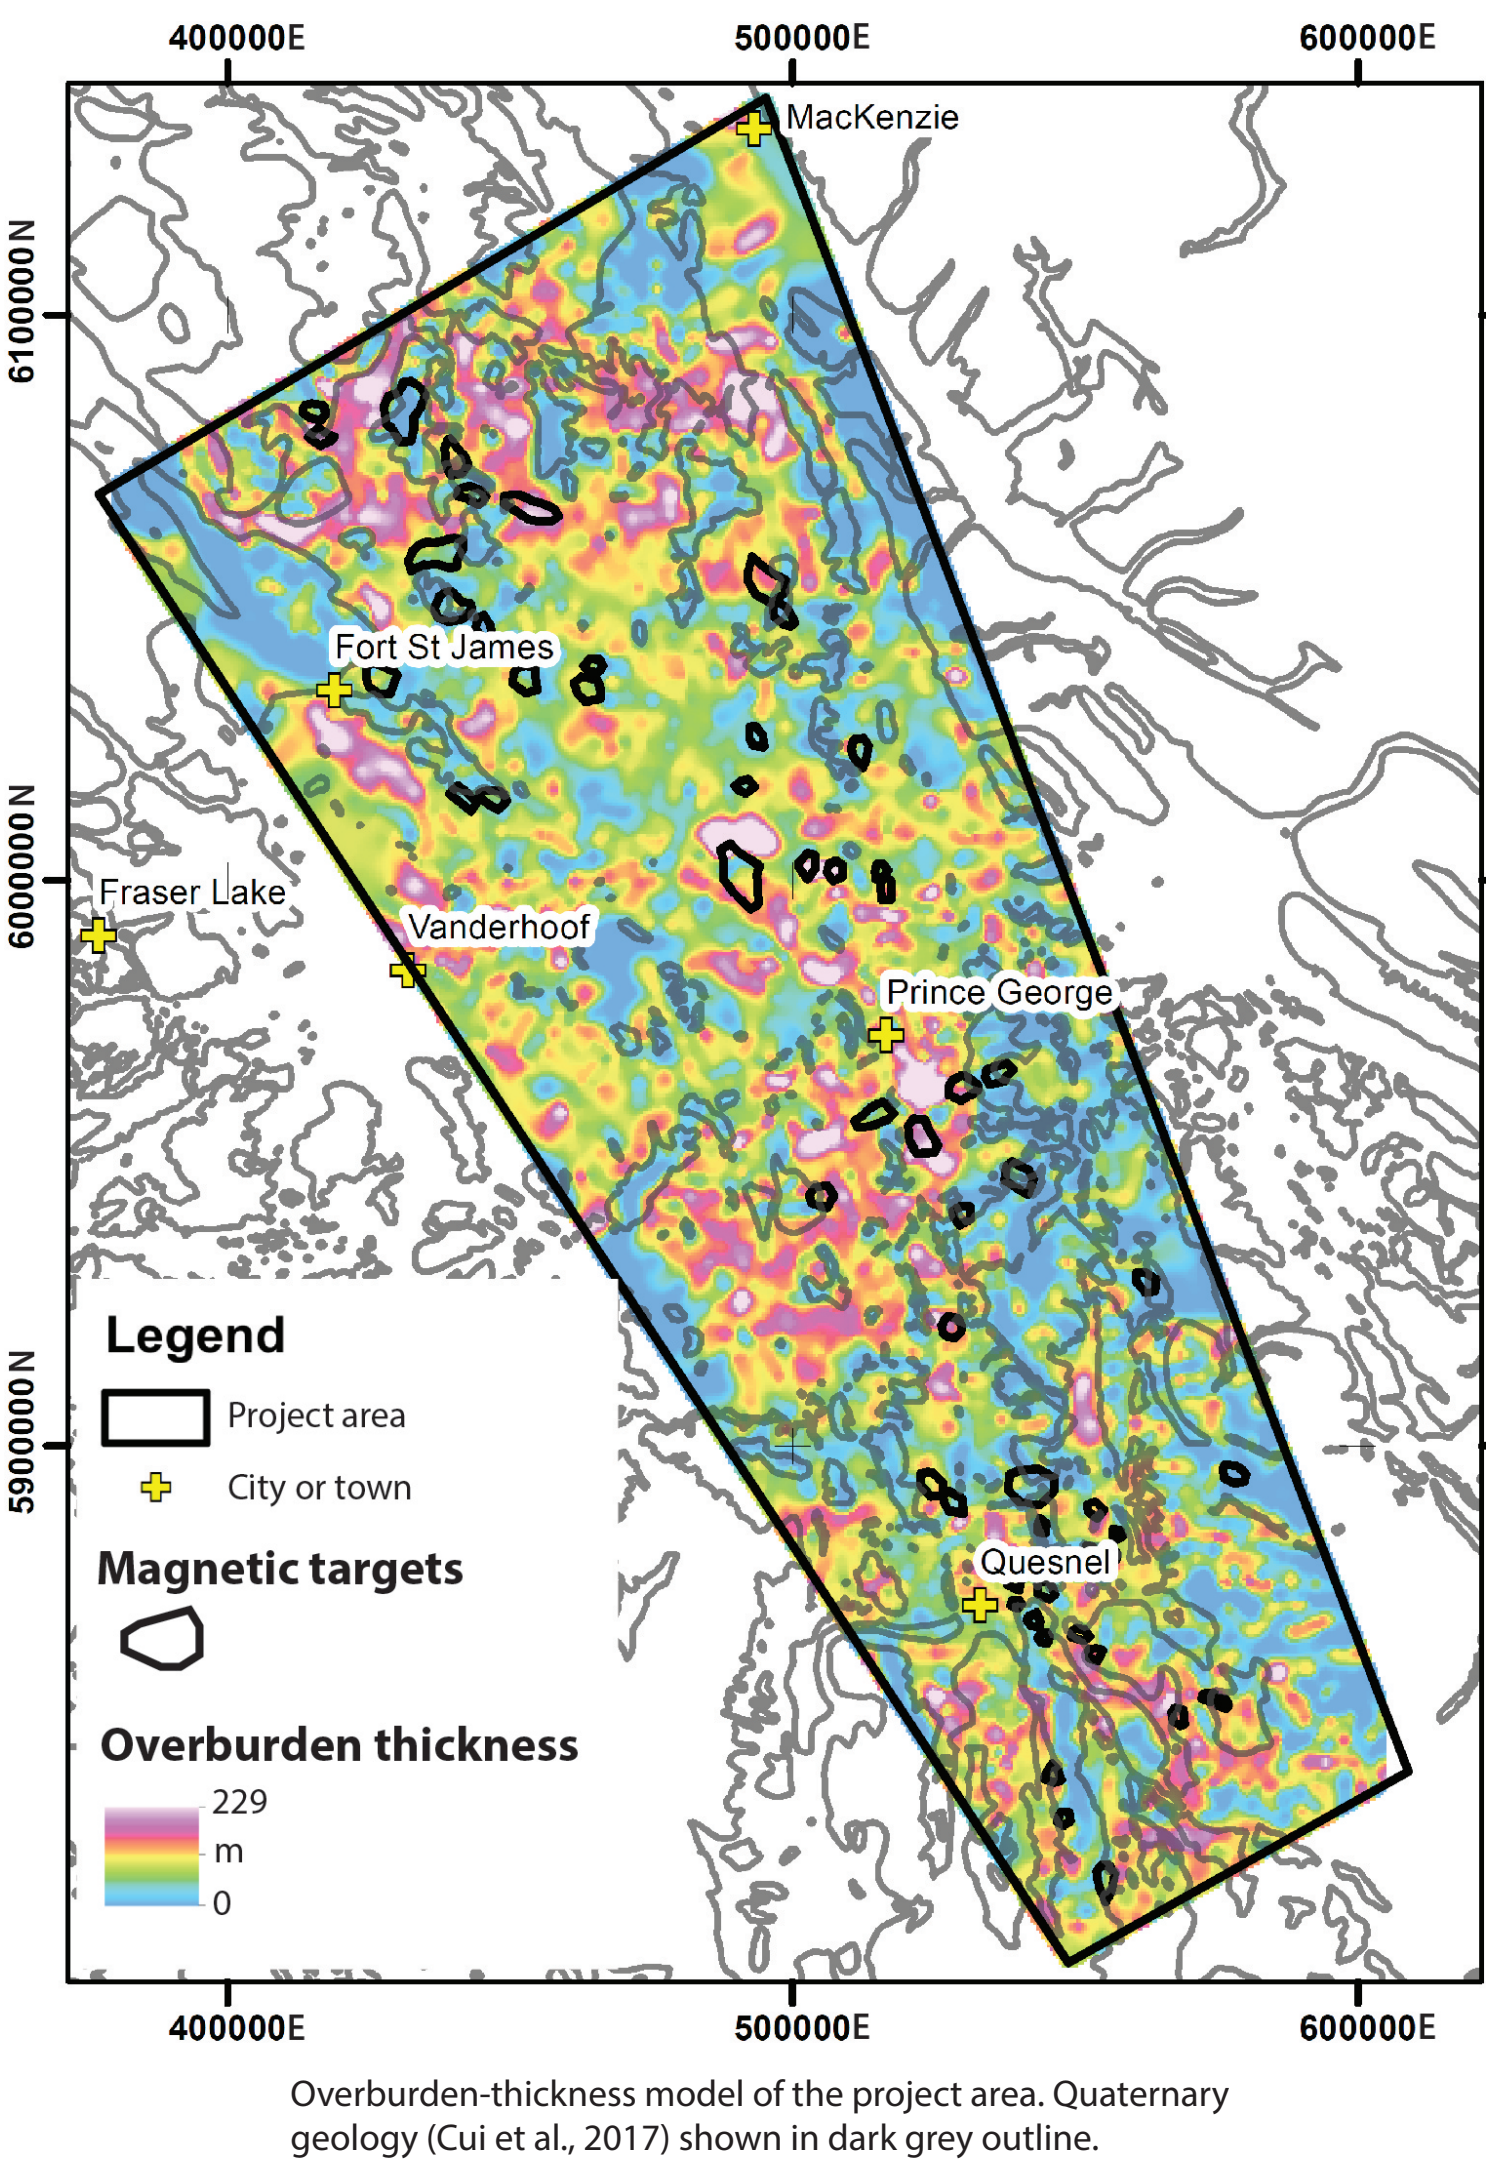 400000E 500000E 600000E
MacKenzie
6100000N
Fort St James
6000000N
Fraser Lake
Vanderhoof
Prince George
5900000N
Legend
Project area
City or town
Magnetic targets
Quesnel
Overburden thickness
229
m
0
400000E 500000E 600000E
Overburden-thickness model of the project area. Quaternary
geology (Cui et al., 2017) shown in dark grey outline.